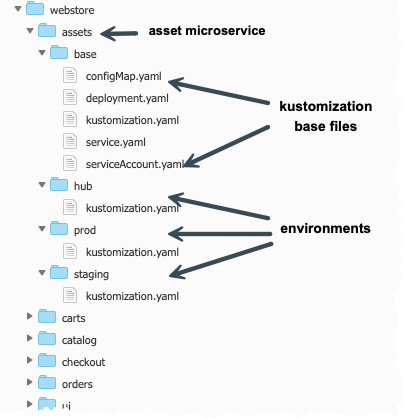 webstore
assets
asset microservice
base
configMap.yaml
deployment.yaml
kustomization
base files
kustomization.yaml
service.yaml
serviceAccount.yaml
hub
kustomization.yaml
environments
prod
kustomization.yaml
staging
kustomization.yaml
carts
catalog
checkout
orders
ui